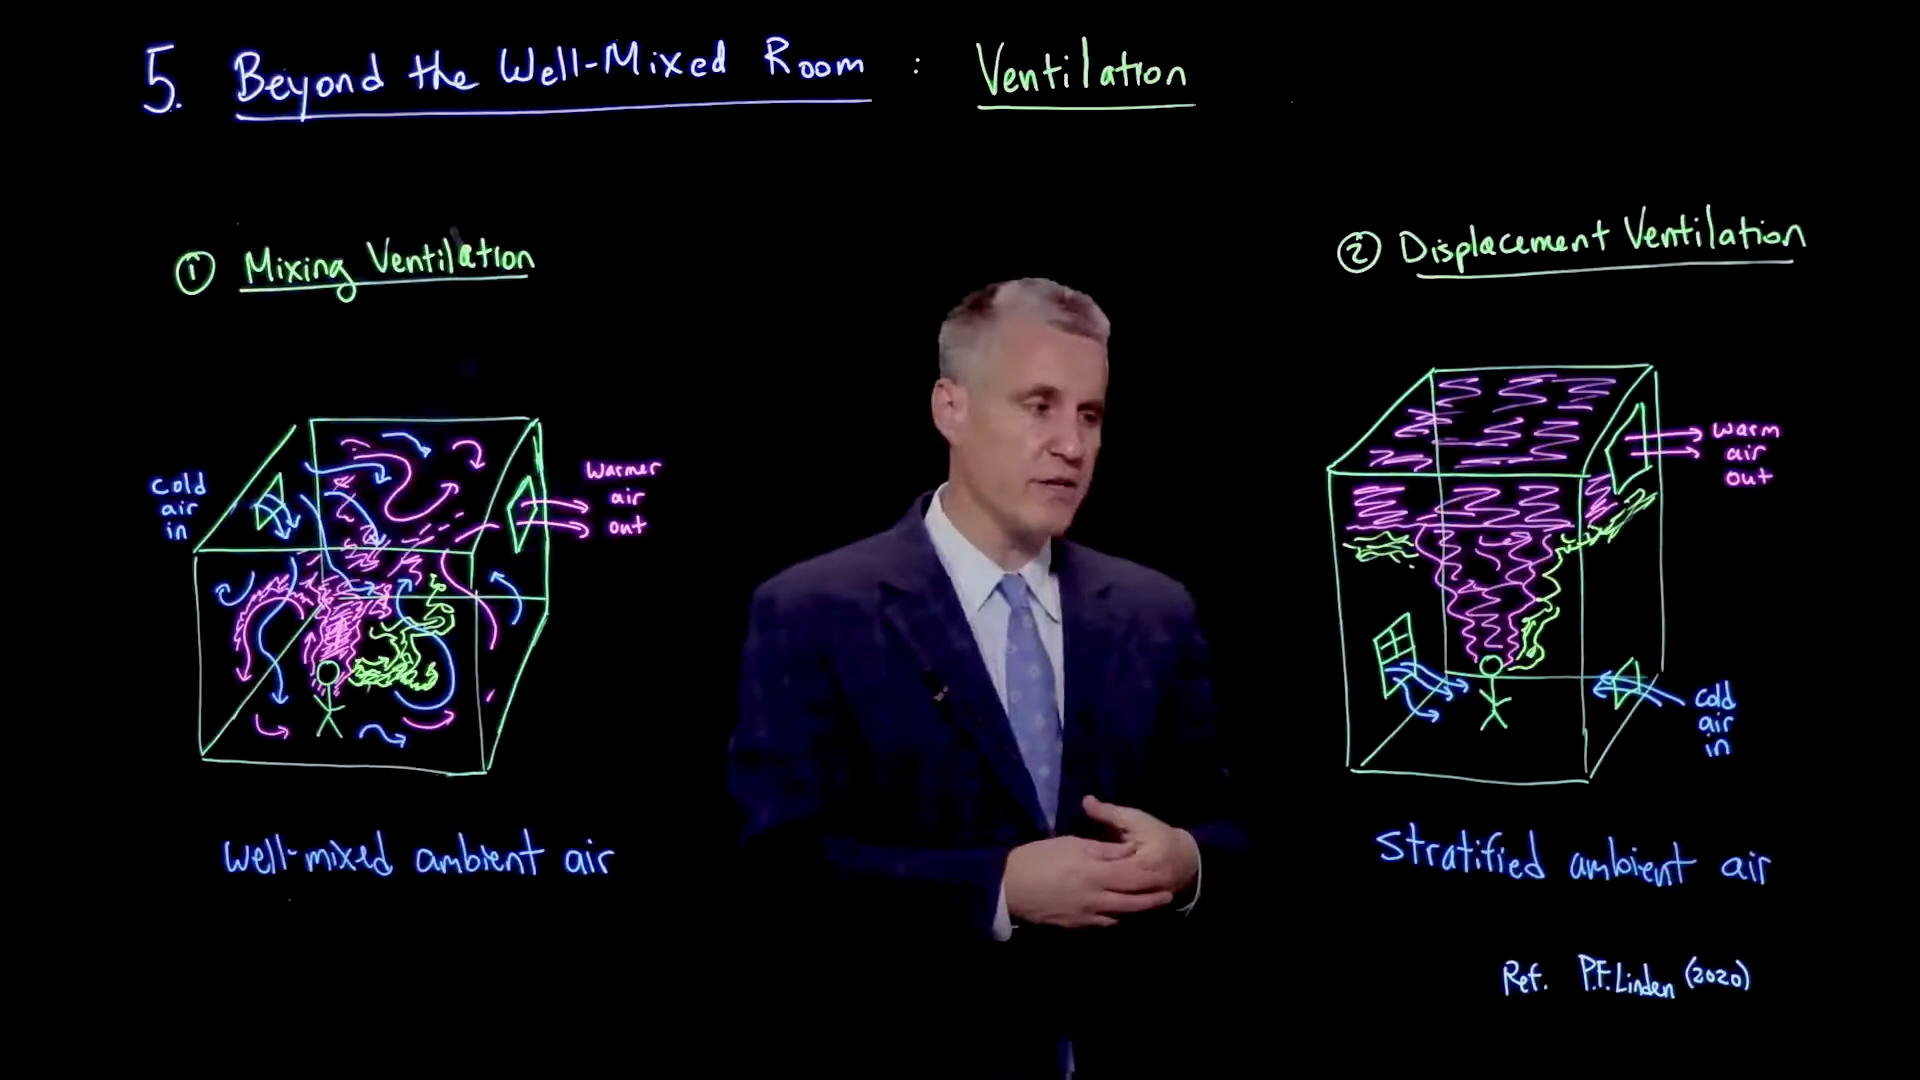 5. Beyond the Well-Mixed Room : Ventilation
① Mixing Ventilation
② Displacement Ventilation
cold
air
in
warmer
air
out
warm
air
out
cold
air
in
well-mixed ambient air
stratified ambient air
Ref. P.F. Linden (2020)